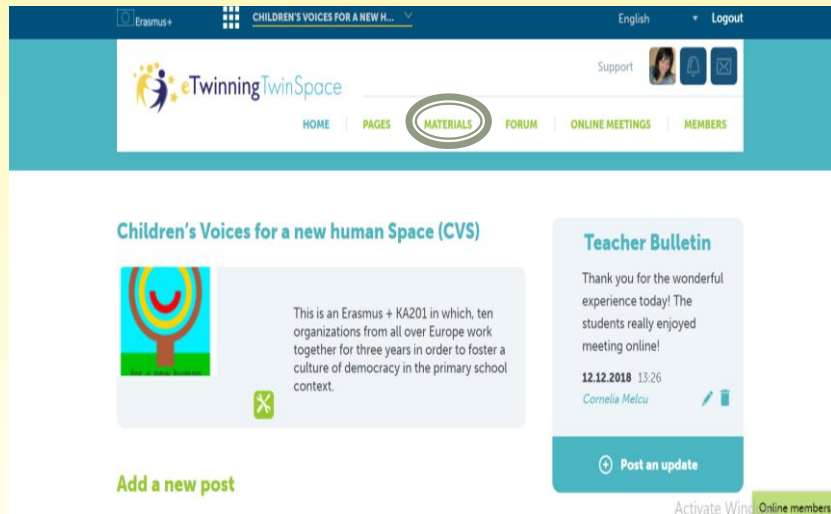 Erasmus+
CHILDREN'S VOICES FOR A NEW H...
English
Logout
eTwinning TwinSpace
Support
HOME
PAGES
MATERIALS
FORUM
ONLINE MEETINGS
MEMBERS
Children's Voices for a new human Space (CVS)
for a new human
This is an Erasmus + KA201 in which, ten
organizations from all over Europe work
together for three years in order to foster a
culture of democracy in the primary school
context.
Teacher Bulletin
Thank you for the wonderful
experience today! The
students really enjoyed
meeting online!
12.12.2018 13:26
Cornelia Melcu
Post an update
Add a new post
Activate Win
Online members